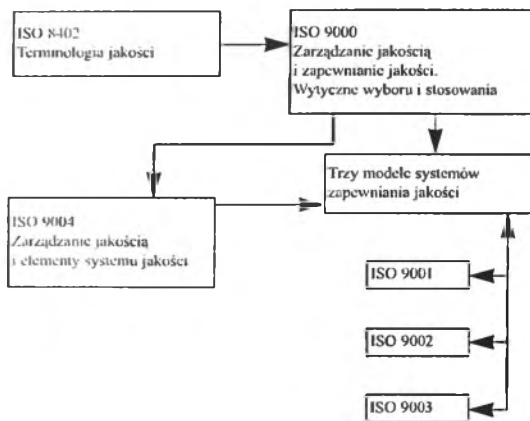 ISO 8402
Terminologia jakości
ISO 9000
Zarządzanie jakością
i zapewnianie jakości.
Wytyczne wyboru i stosowania
Trzy modele systemów
zapewniania jakości
ISO 9004
Zarządzanie jakością
i elementy systemu jakości
ISO 9001
ISO 9002
ISO 9003